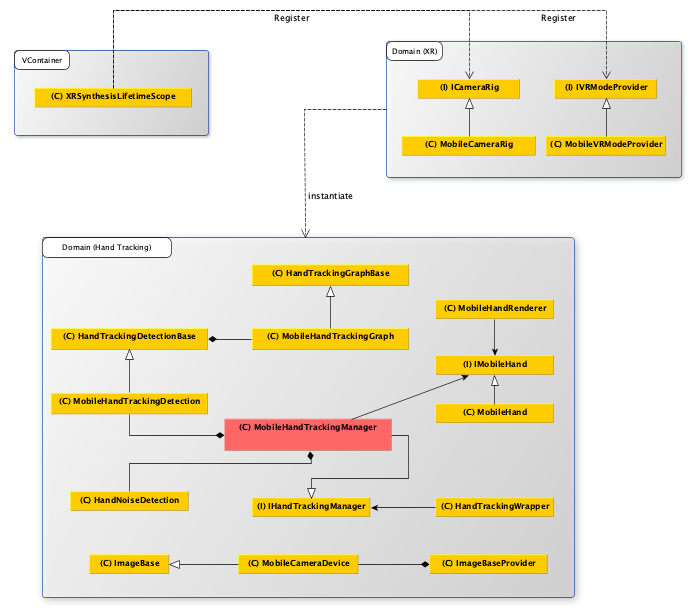 Register
Register
VContainer
Domain (XR)
(C) XRSynthesisLifetimeScope
(I) ICameraRig
(I) IVRModeProvider
(C) MobileCameraRig
(C) MobileVRModeProvider
instantiate
Domain (Hand Tracking)
(C) HandTrackingGraphBase
(C) MobileHandRenderer
(C) HandTrackingDetectionBase
(C) MobileHandTrackingGraph
(I) IMobileHand
(C) MobileHandTrackingDetection
(C) MobileHand
(C) MobileHandTrackingManager
(C) HandNoiseDetection
(I) IHandTrackingManager
(C) HandTrackingWrapper
(C) ImageBase
(C) MobileCameraDevice
(C) ImageBaseProvider